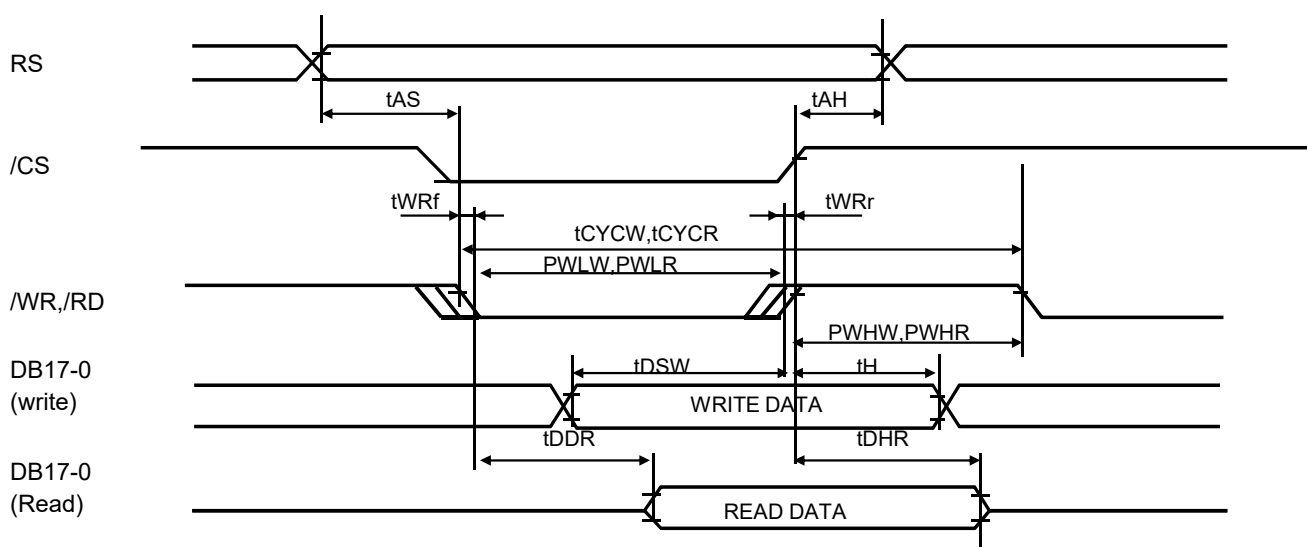 RS
tAS
tAH
/CS
tWRf
tWRr
tCYCW,tCYCR
PWLW,PWLR
/WR,/RD
PWHW,PWHR
DB17-0
(write)
tDSW
tH
WRITE DATA
tDDR
tDHR
DB17-0
(Read)
READ DATA